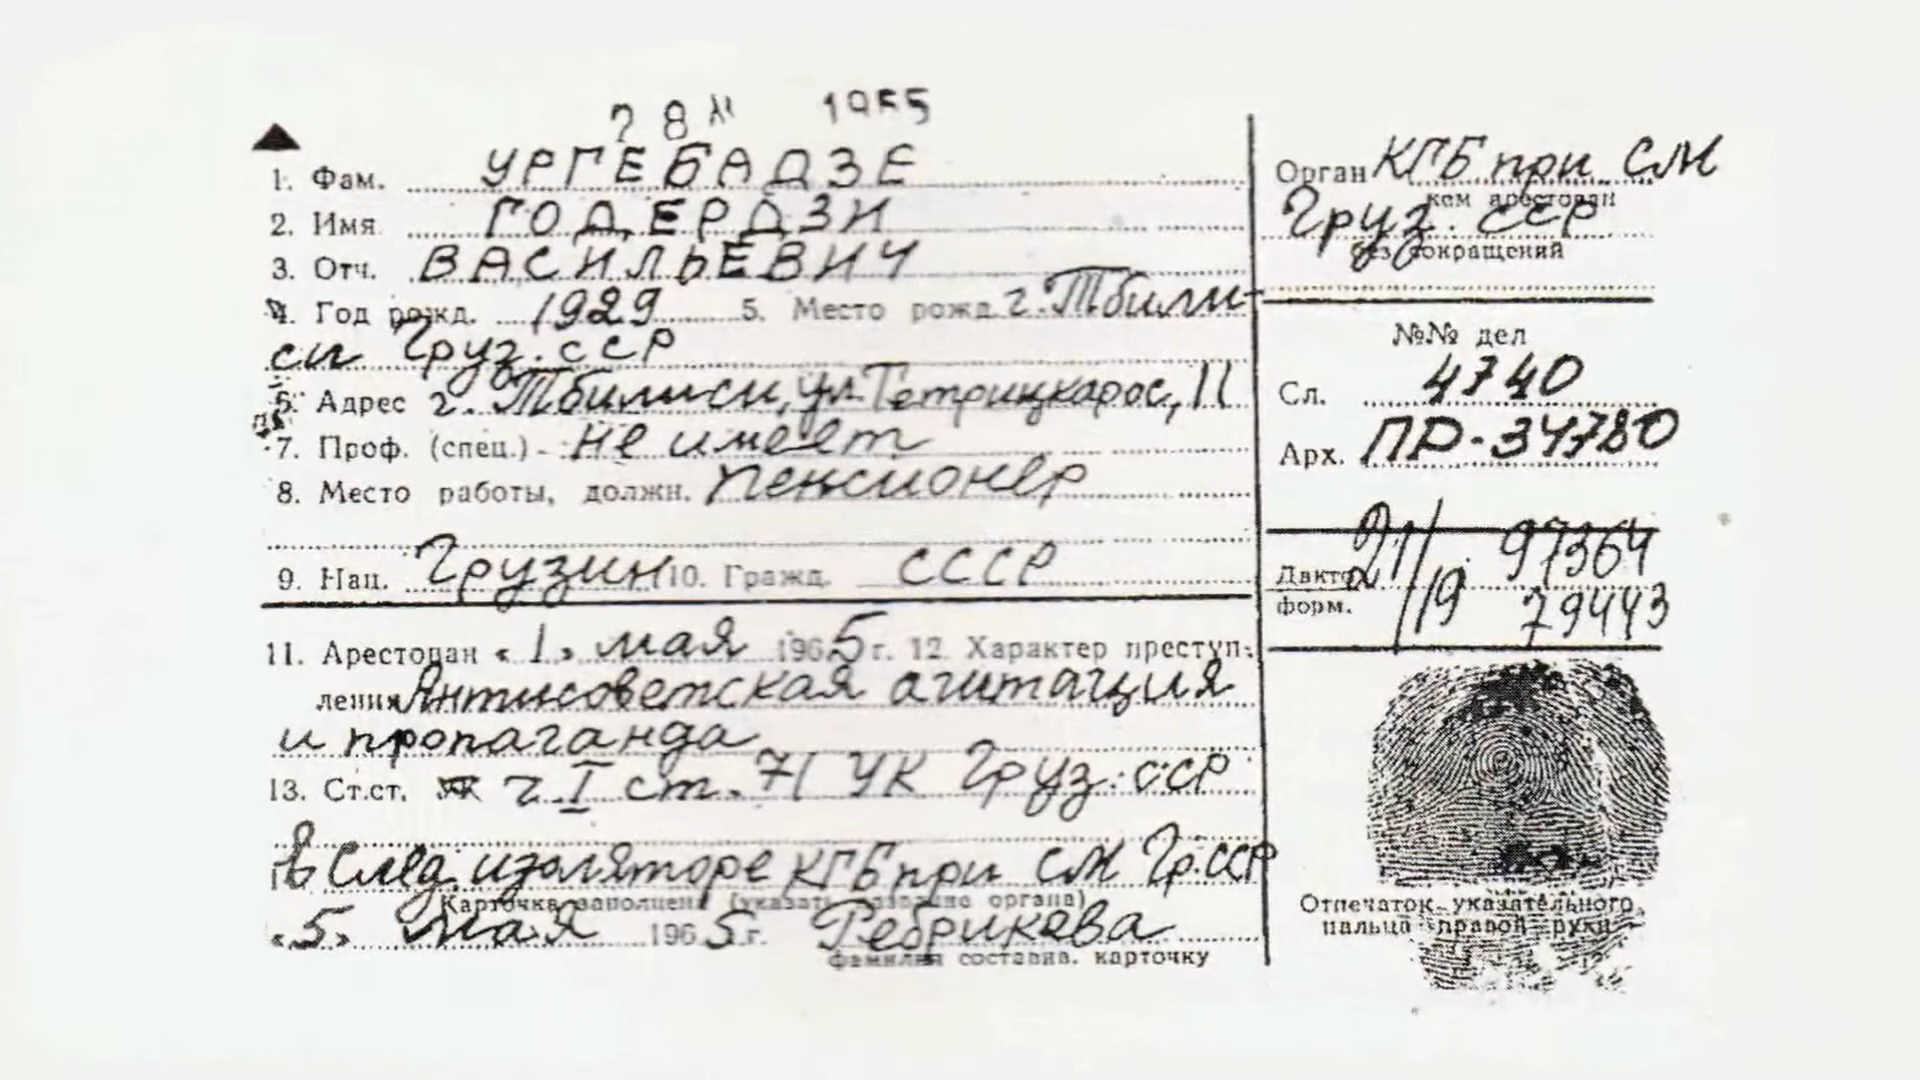 28 1955
1. Фам. УРГЕБАДЗЕ
2. Имя ГОДЕРДЗИ
3. Отч. ВАСИЛЬЕВИЧ
4. Год рожд. 1929 5. Место рожд. г. Тбили-
си Груз. ССР
6. Адрес г. Тбилиси, ул Тетрицкарос, 11
7. Проф. (спец.) - не имеет
8. Место работы, должн. пенсионер
9. Нац. Грузин 10. Гражд. СССР
11. Арестован «1» мая 1965 г. 12. Характер преступ-
ления Антисоветская агитация
и пропаганда
13. Ст.ст. ч I ст. 71 УК Груз. ССР
в След. изоляторе КГБ при СМ Гр. ССР
Карточка заполнена (указать название органа)
«5» мая 1965 г. Ребрикова
фамилия состав. карточку
Орган КГБ при СМ
кем арестован
Груз. ССР
без сокращений
№№ дел
Сл. 4740
Арх. ПР-34780
21/ 97364
Дакто
форм. /19 79443
Отпечаток указательного
пальца правой руки